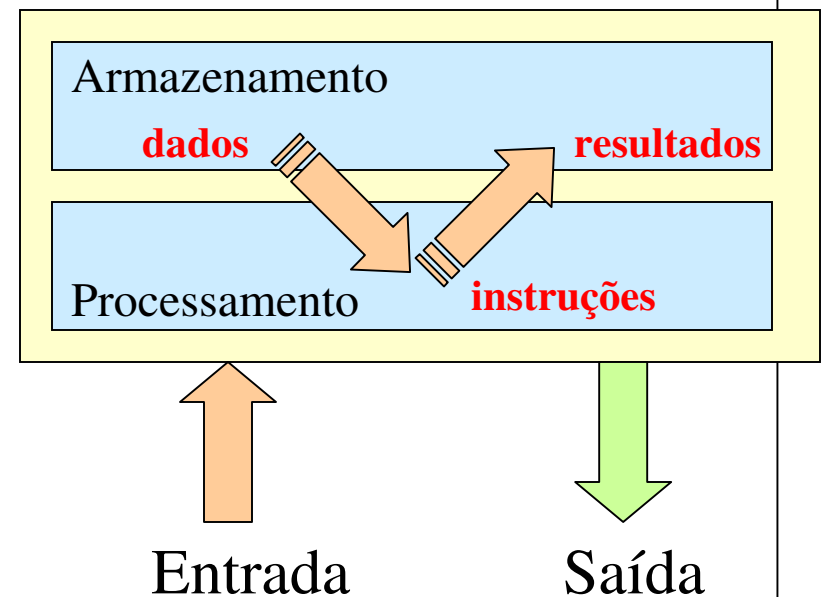 Armazenamento
dados resultados
Processamento instruções
Entrada Saída